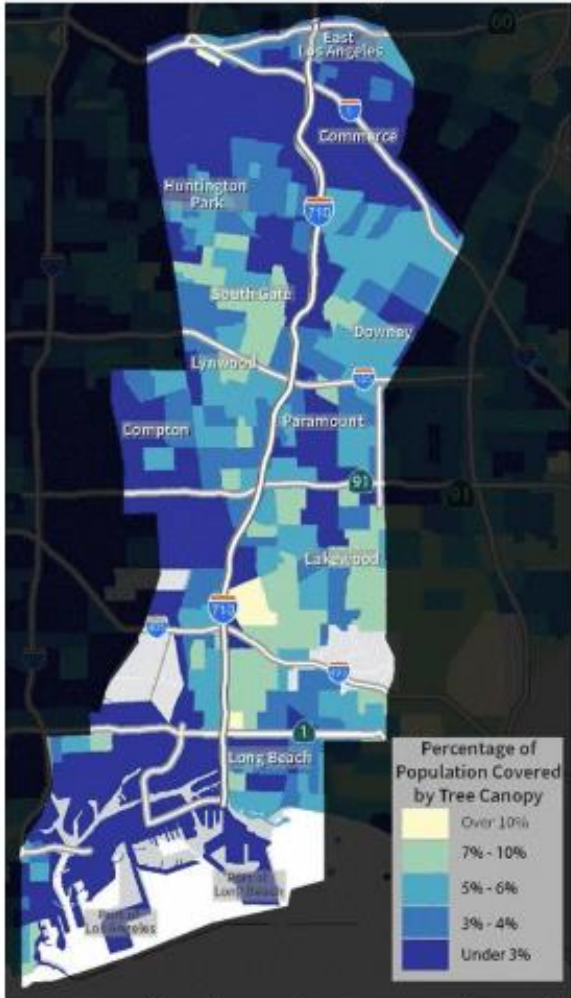 60
East
Los Angeles
Commerce
Huntington
Park
710
South Gate
Downey
Lynwood
Compton
Paramount
91
91
Lakewood
710
1
Long Beach
Port of
Long Beach
Port of
Los Angeles
Percentage of
Population Covered
by Tree Canopy
Over 10%
7% - 10%
5% - 6%
3% - 4%
Under 3%